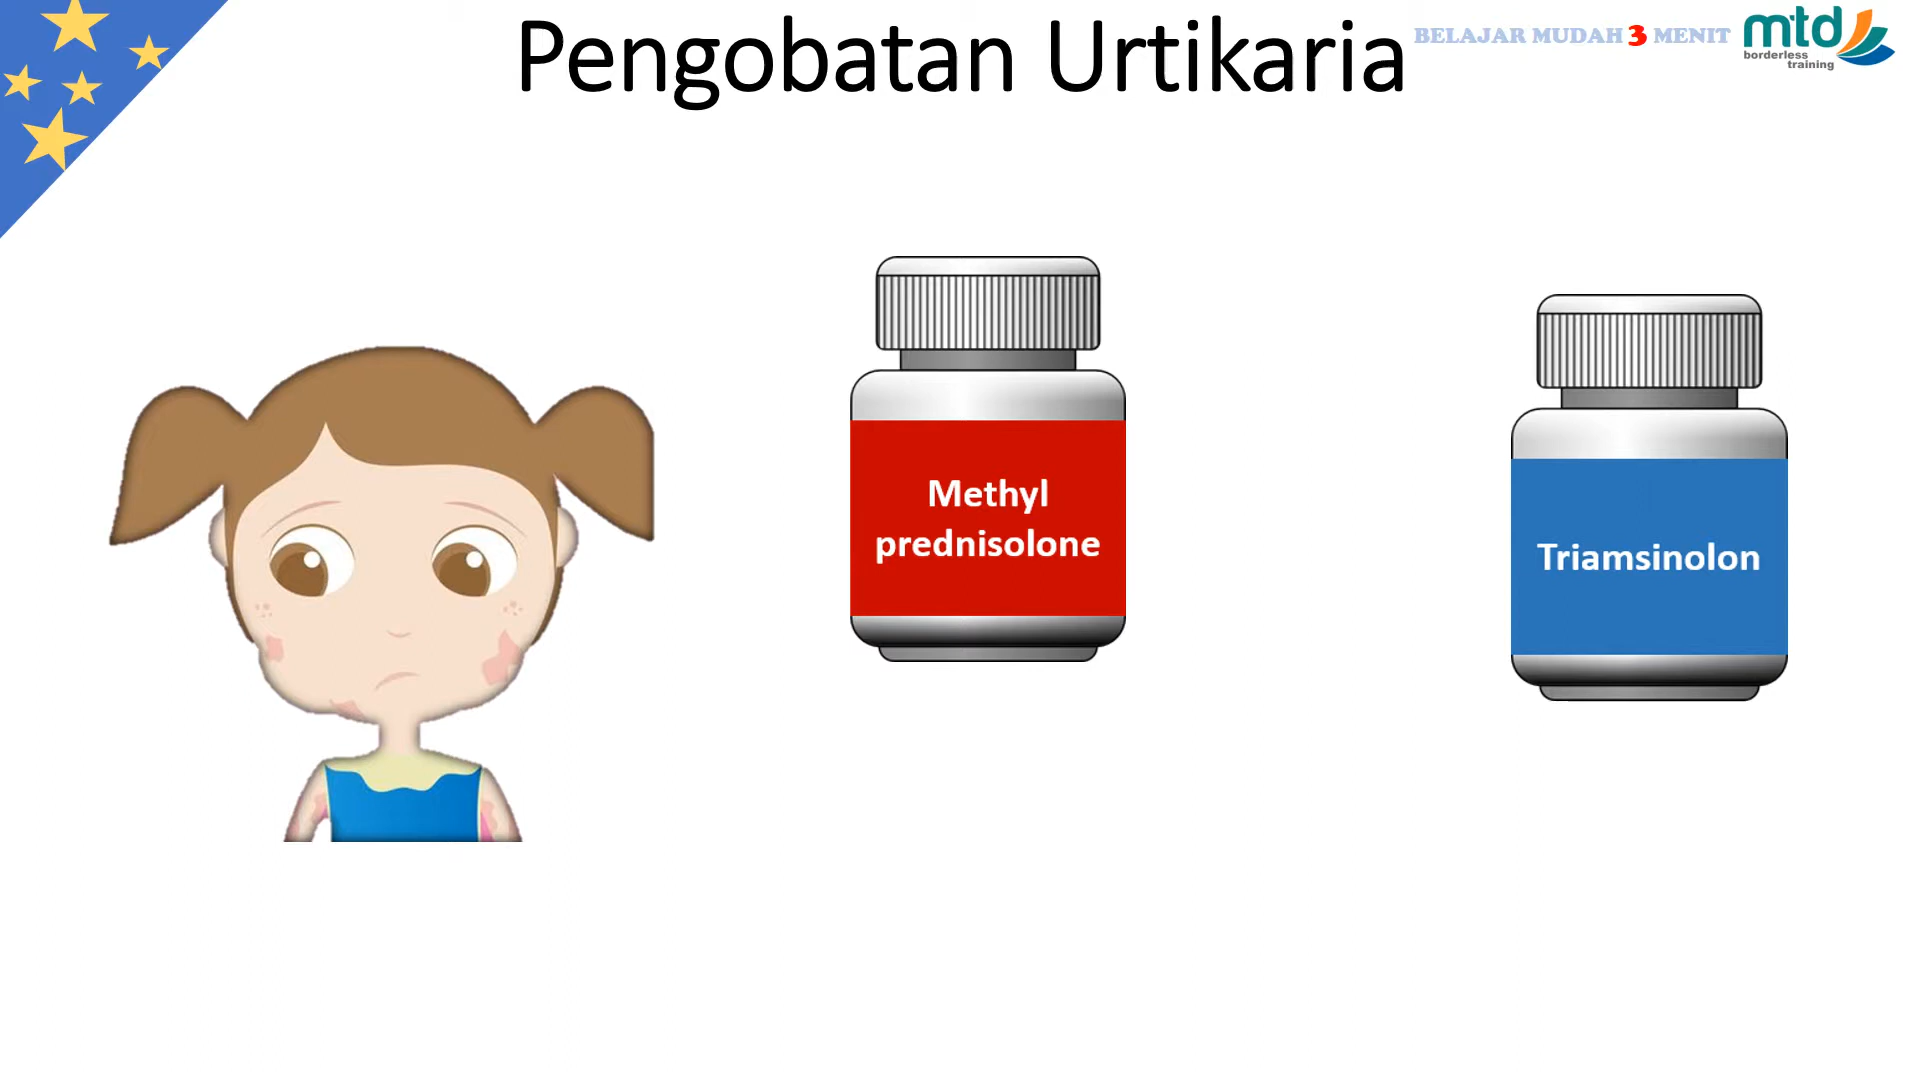 Pengobatan Urtikaria
BELAJAR MUDAH 3 MENIT
mtd
borderless
training
Methyl
prednisolone
Triamsinolon